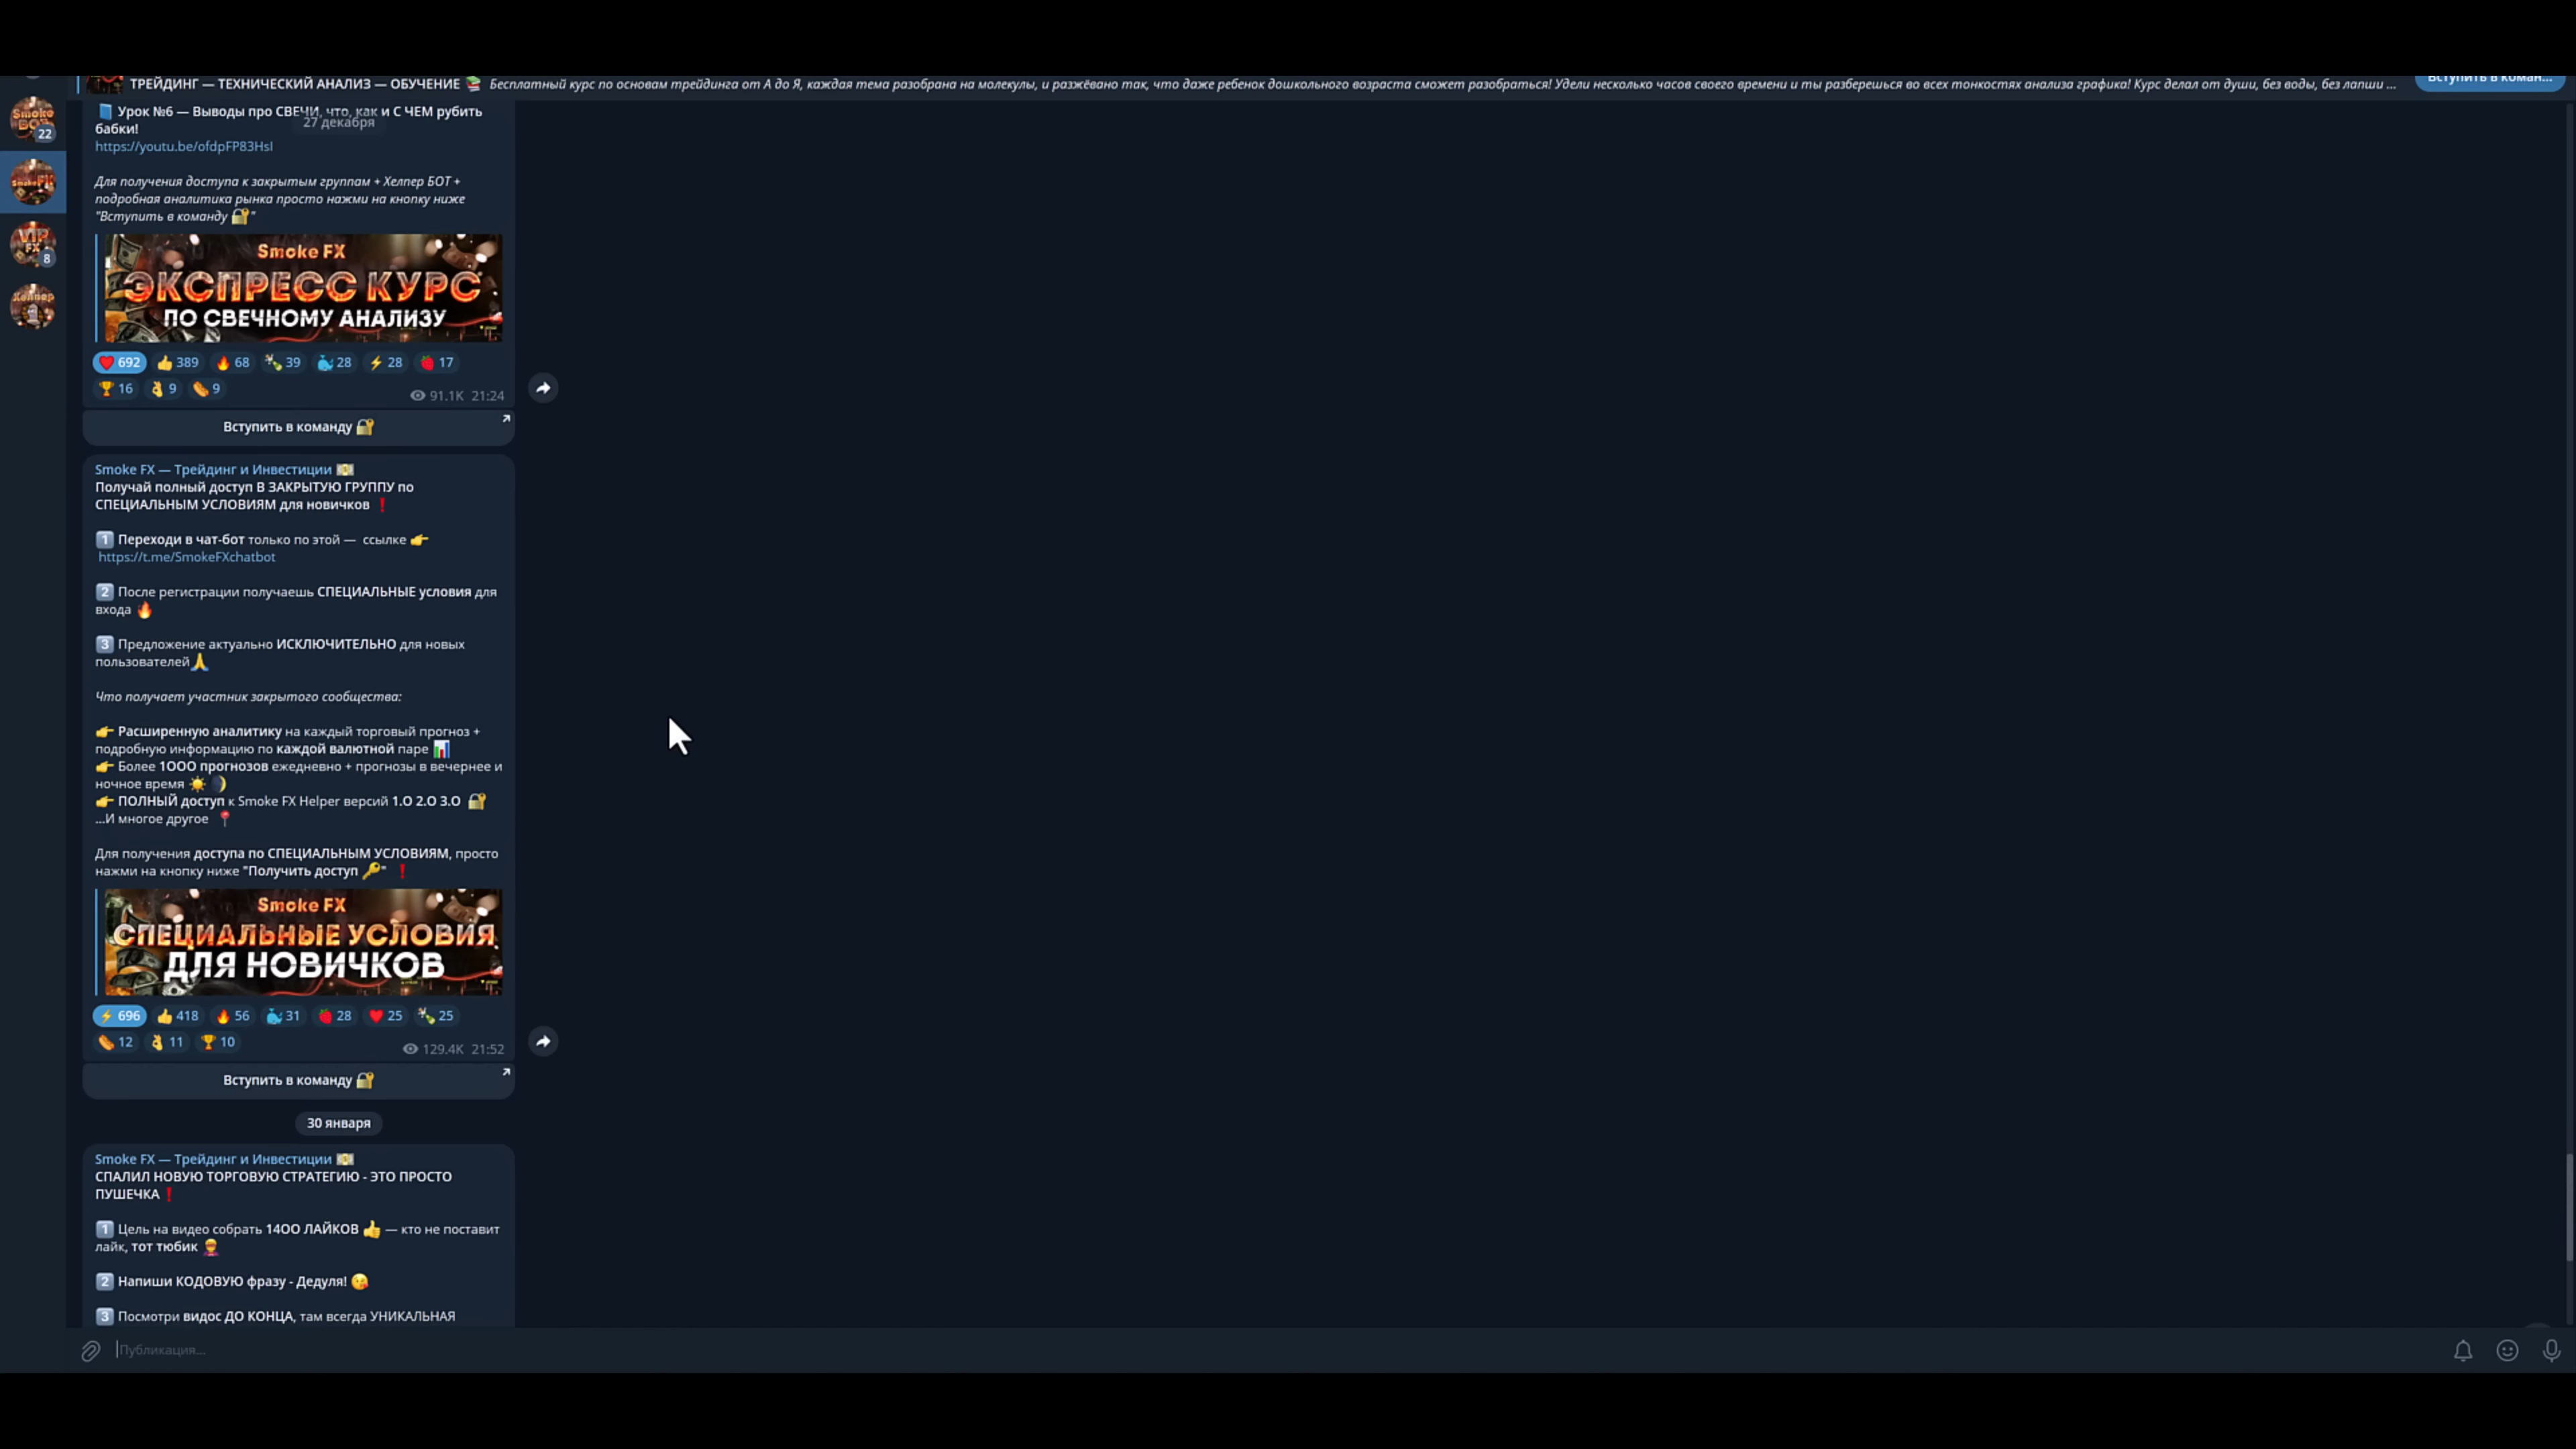 Вступить в коман...
ТРЕЙДИНГ — ТЕХНИЧЕСКИЙ АНАЛИЗ — ОБУЧЕНИЕ 📚 Бесплатный курс по основам трейдинга от А до Я, каждая тема разобрана на молекулы, и разжёвано так, что даже ребенок дошкольного возраста сможет разобраться! Удели несколько часов своего времени и ты разберешься во всех тонкостях анализа графика! Курс делал от души, без воды, без лапши ...
22
8
27 декабря
📘 Урок №6 — Выводы про СВЕЧИ, что, как и С ЧЕМ рубить
бабки!
https://youtu.be/ofdpFP83HsI
Для получения доступа к закрытым группам + Хелпер БОТ +
подробная аналитика рынка просто нажми на кнопку ниже
"Вступить в команду 🔐"
Smoke FX
ЭКСПРЕСС КУРС
ПО СВЕЧНОМУ АНАЛИЗУ
❤️ 692 👍 389 🔥 68 🍾 39 🐳 28 ⚡ 28 🍓 17
🏆 16 👌 9 🌭 9
91.1K 21:24
Вступить в команду 🔐
Smoke FX — Трейдинг и Инвестиции 💴
Получай полный доступ В ЗАКРЫТУЮ ГРУППУ по
СПЕЦИАЛЬНЫМ УСЛОВИЯМ для новичков ❗
1️⃣ Переходи в чат-бот только по этой — ссылке 👉
https://t.me/SmokeFXchatbot
2️⃣ После регистрации получаешь СПЕЦИАЛЬНЫЕ условия для
входа 🔥
3️⃣ Предложение актуально ИСКЛЮЧИТЕЛЬНО для новых
пользователей🙏
Что получает участник закрытого сообщества:
👉 Расширенную аналитику на каждый торговый прогноз +
подробную информацию по каждой валютной паре 📊
👉 Более 1ООО прогнозов ежедневно + прогнозы в вечернее и
ночное время ☀️ 🌒
👉 ПОЛНЫЙ доступ к Smoke FX Helper версий 1.О 2.О 3.О 🔐
...И многое другое 📍
Для получения доступа по СПЕЦИАЛЬНЫМ УСЛОВИЯМ, просто
нажми на кнопку ниже "Получить доступ 🔑" ❗
Smoke FX
СПЕЦИАЛЬНЫЕ УСЛОВИЯ
ДЛЯ НОВИЧКОВ
⚡ 696 👍 418 🔥 56 🐳 31 🍓 28 ❤️ 25 🍾 25
🌭 12 👌 11 🏆 10
129.4K 21:52
Вступить в команду 🔐
30 января
Smoke FX — Трейдинг и Инвестиции 💴
СПАЛИЛ НОВУЮ ТОРГОВУЮ СТРАТЕГИЮ - ЭТО ПРОСТО
ПУШЕЧКА❗
1️⃣ Цель на видео собрать 14ОО ЛАЙКОВ 👍 — кто не поставит
лайк, тот тюбик
2️⃣ Напиши КОДОВУЮ фразу - Дедуля! 😘
3️⃣ Посмотри видос ДО КОНЦА, там всегда УНИКАЛЬНАЯ
Публикация...